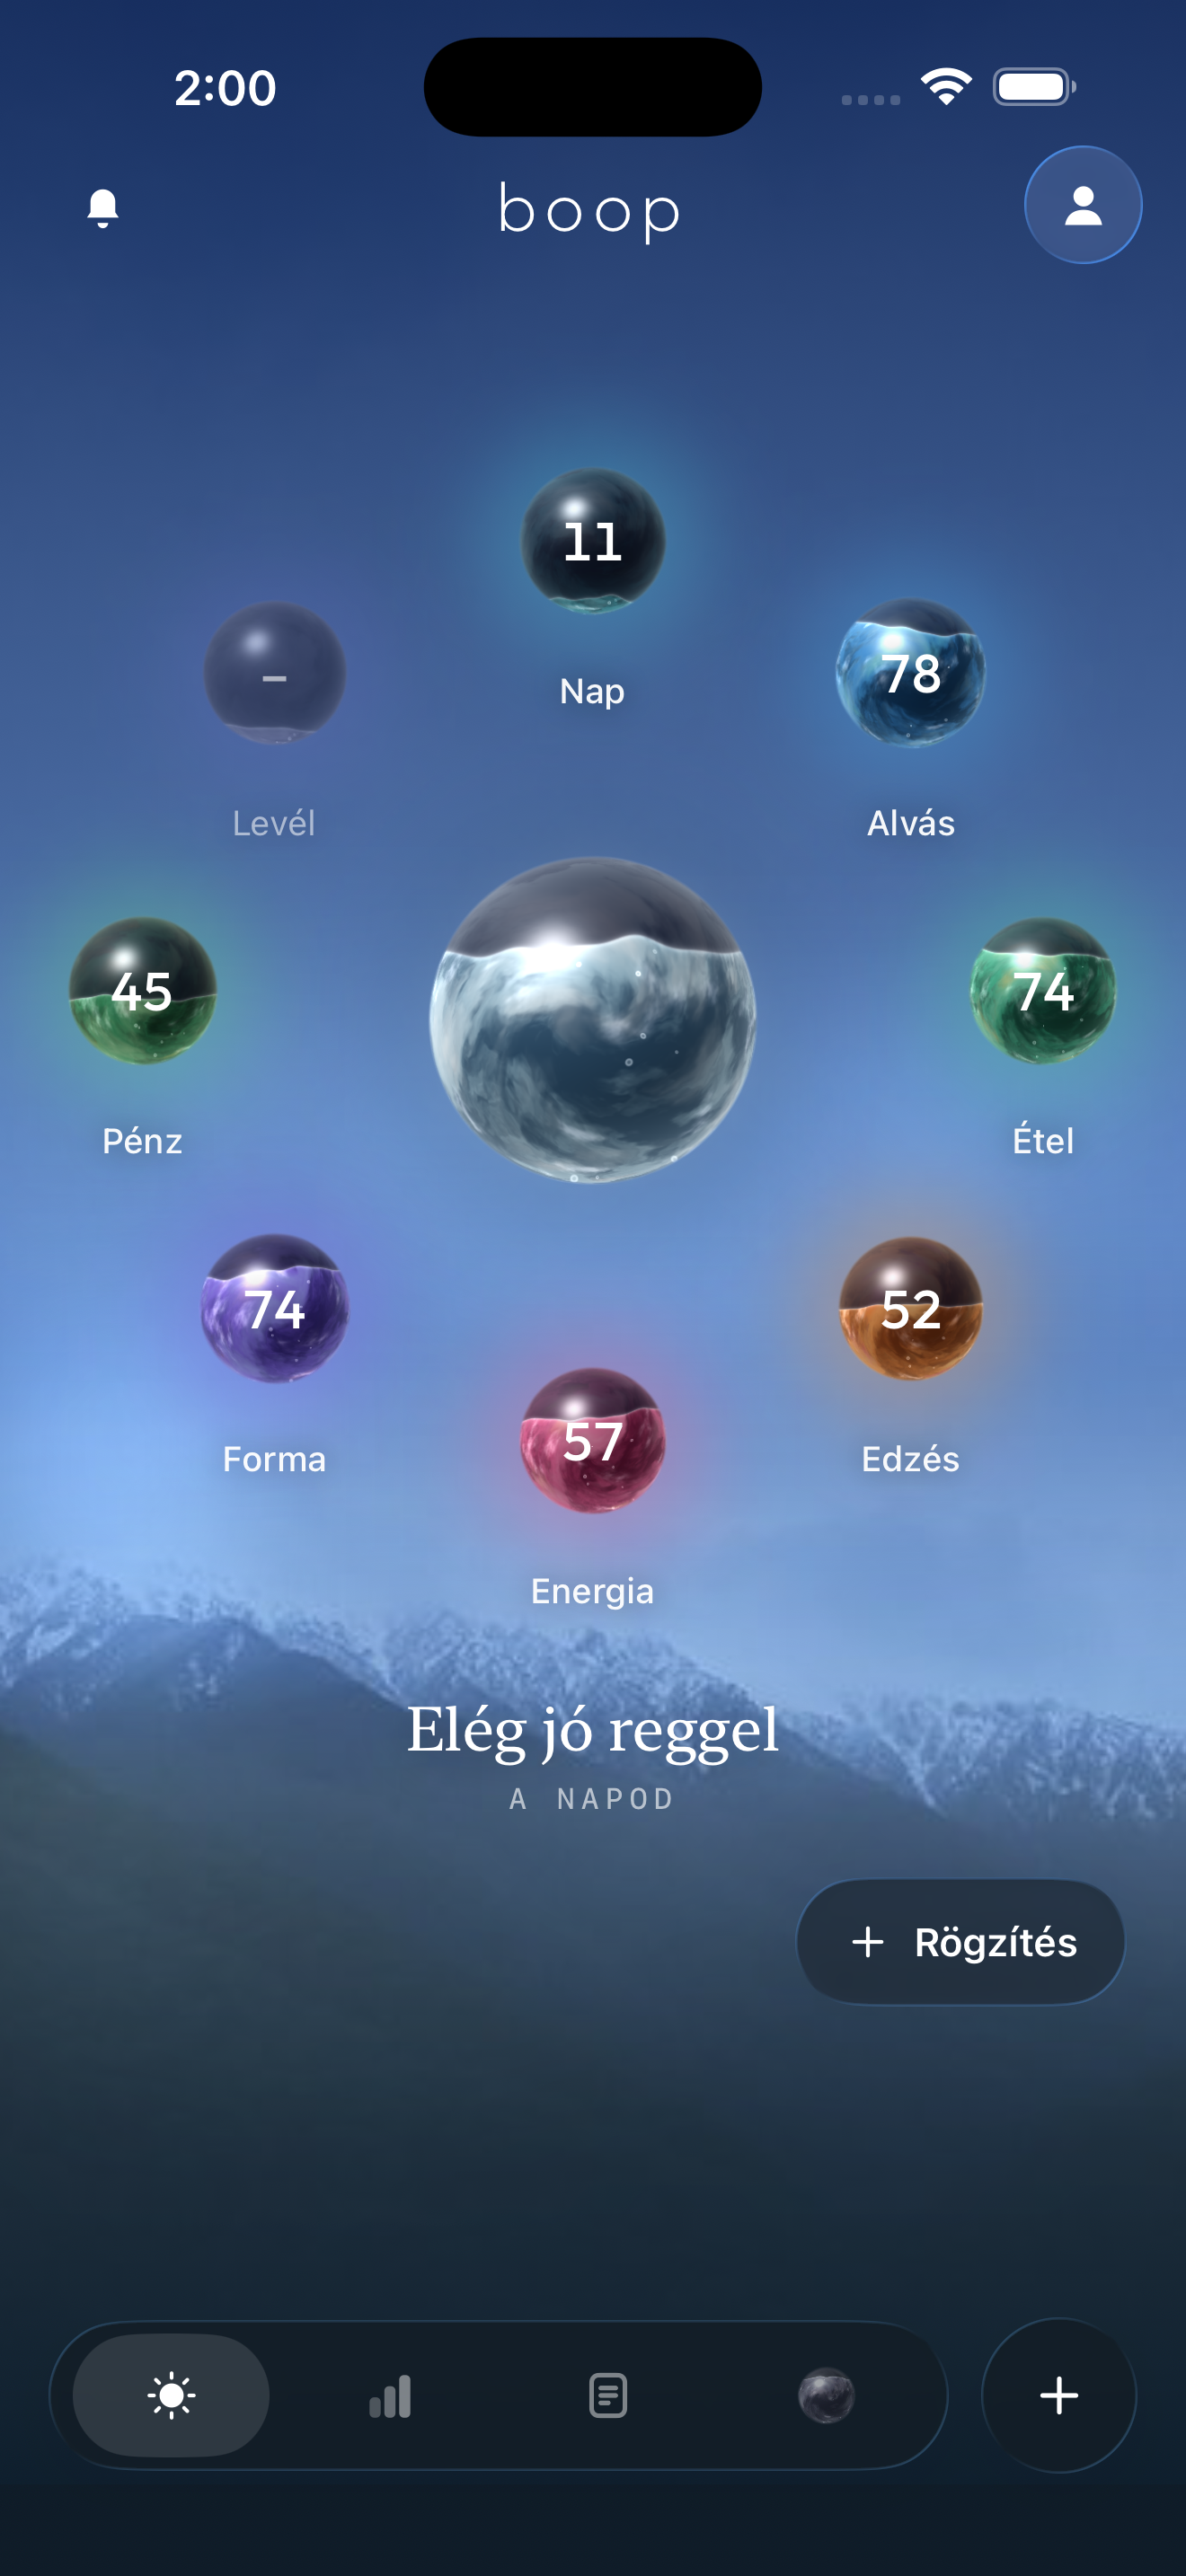 2:00
boop
11
Nap
–
Levél
78
Alvás
45
Pénz
74
Étel
74
Forma
52
Edzés
57
Energia
Elég jó reggel
A NAPOD
+ Rögzítés